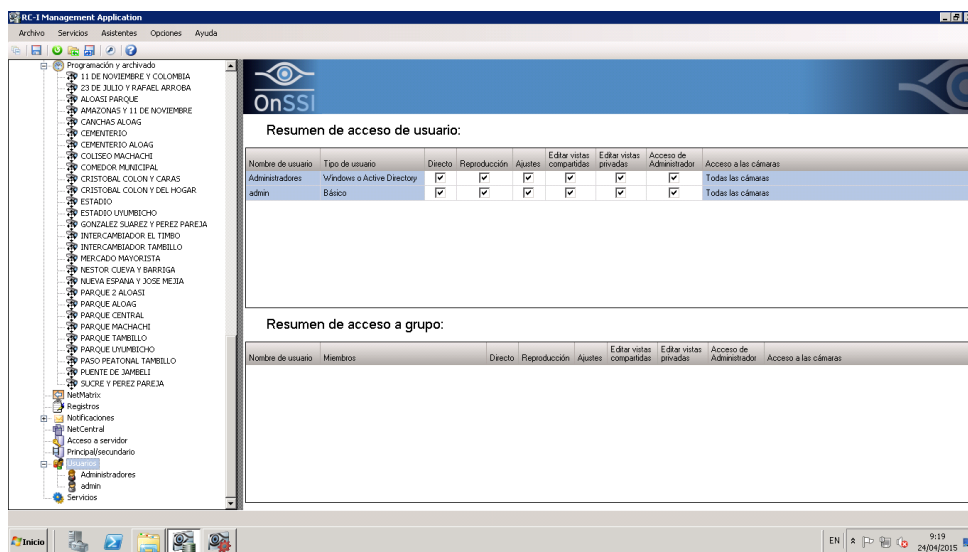 RC-I Management Application
Archivo Servicios Asistentes Opciones Ayuda
Programación y archivado
11 DE NOVIEMBRE Y COLOMBIA
23 DE JULIO Y RAFAEL ARROBA
ALOASI PARQUE
AMAZONAS Y 11 DE NOVIEMBRE
CANCHAS ALOAG
CEMENTERIO
CEMENTERIO ALOAG
COLISEO MACHACHI
COMEDOR MUNICIPAL
CRISTOBAL COLON Y CARAS
CRISTOBAL COLON Y DEL HOGAR
ESTADIO
ESTADIO UYUMBICHO
GONZALEZ SUAREZ Y PEREZ PAREJA
INTERCAMBIADOR EL TIMBO
INTERCAMBIADOR TAMBILLO
MERCADO MAYORISTA
NESTOR CUEVA Y BARRIGA
NUEVA ESPANA Y JOSE MEJIA
PARQUE 2 ALOASI
PARQUE ALOAG
PARQUE CENTRAL
PARQUE MACHACHI
PARQUE TAMBILLO
PARQUE UYUMBICHO
PASO PEATONAL TAMBILLO
PUENTE DE JAMBELI
SUCRE Y PEREZ PAREJA
NetMatrix
Registros
Notificaciones
NetCentral
Acceso a servidor
Principal/secundario
Usuarios
Administradores
admin
Servicios
OnSSI
Resumen de acceso de usuario:
Nombre de usuario Tipo de usuario Directo Reproducción Ajustes Editar vistas compartidas Editar vistas privadas Acceso de Administrador Acceso a las cámaras
Administradores Windows o Active Directory Todas las cámaras
admin Básico Todas las cámaras
Resumen de acceso a grupo:
Nombre de usuario Miembros Directo Reproducción Ajustes Editar vistas compartidas Editar vistas privadas Acceso de Administrador Acceso a las cámaras
Inicio
EN
9:19
24/04/2015